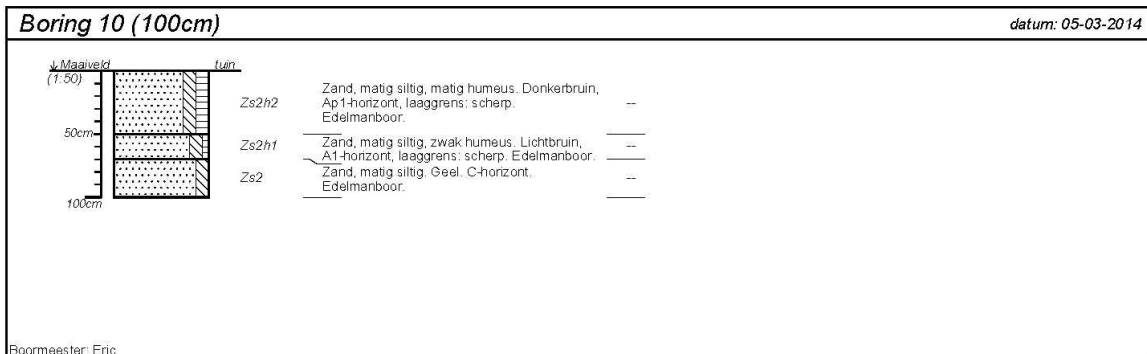 Boring 10 (100cm)
datum: 05-03-2014
↓ Maaiveld
tuin
(1:50)
Zs2h2
Zand, matig siltig, matig humeus. Donkerbruin,
Ap1-horizont, laaggrens: scherp.
Edelmanboor.
--
50cm
Zs2h1
Zand, matig siltig, zwak humeus. Lichtbruin,
A1-horizont, laaggrens: scherp. Edelmanboor.
--
Zs2
Zand, matig siltig. Geel. C-horizont.
Edelmanboor.
--
100cm
Boormeester: Eric